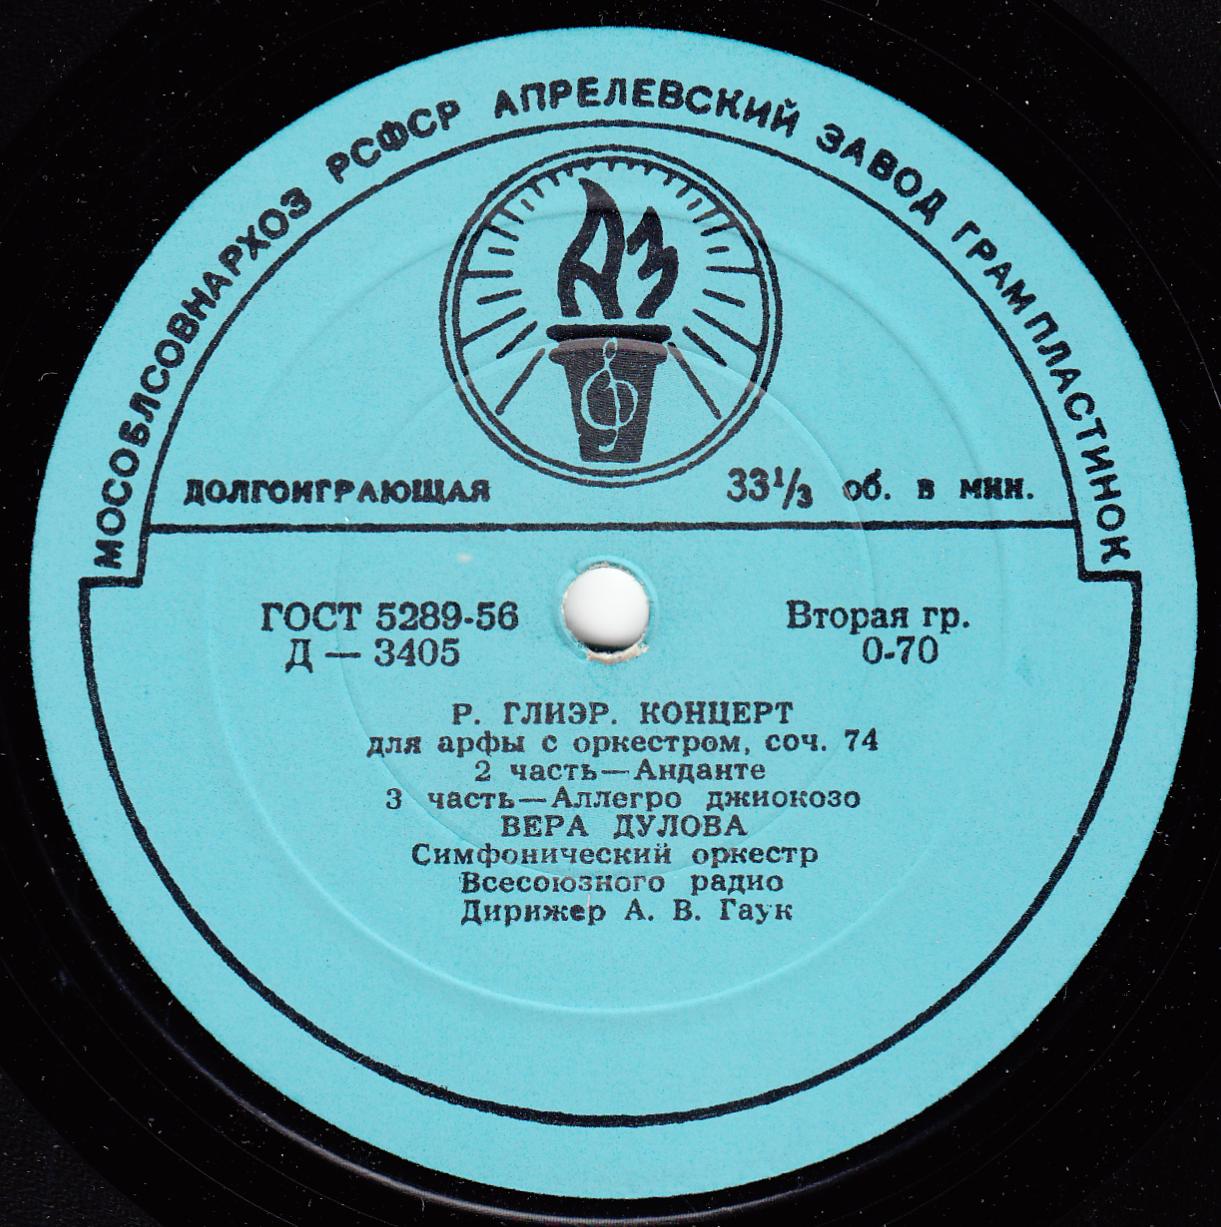 МОСОБЛСОВНАРХОЗ РСФСР АПРЕЛЕВСКИЙ ЗАВОД ГРАМПЛАСТИНОК
АЗ
ДОЛГОИГРАЮЩАЯ 33⅓ об. в мин.
ГОСТ 5289-56 Вторая гр.
Д — 3405 0-70
Р. ГЛИЭР. КОНЦЕРТ
для арфы с оркестром, соч. 74
2 часть—Анданте
3 часть—Аллегро джиокозо
ВЕРА ДУЛОВА
Симфонический оркестр
Всесоюзного радио
Дирижер А. В. Гаук